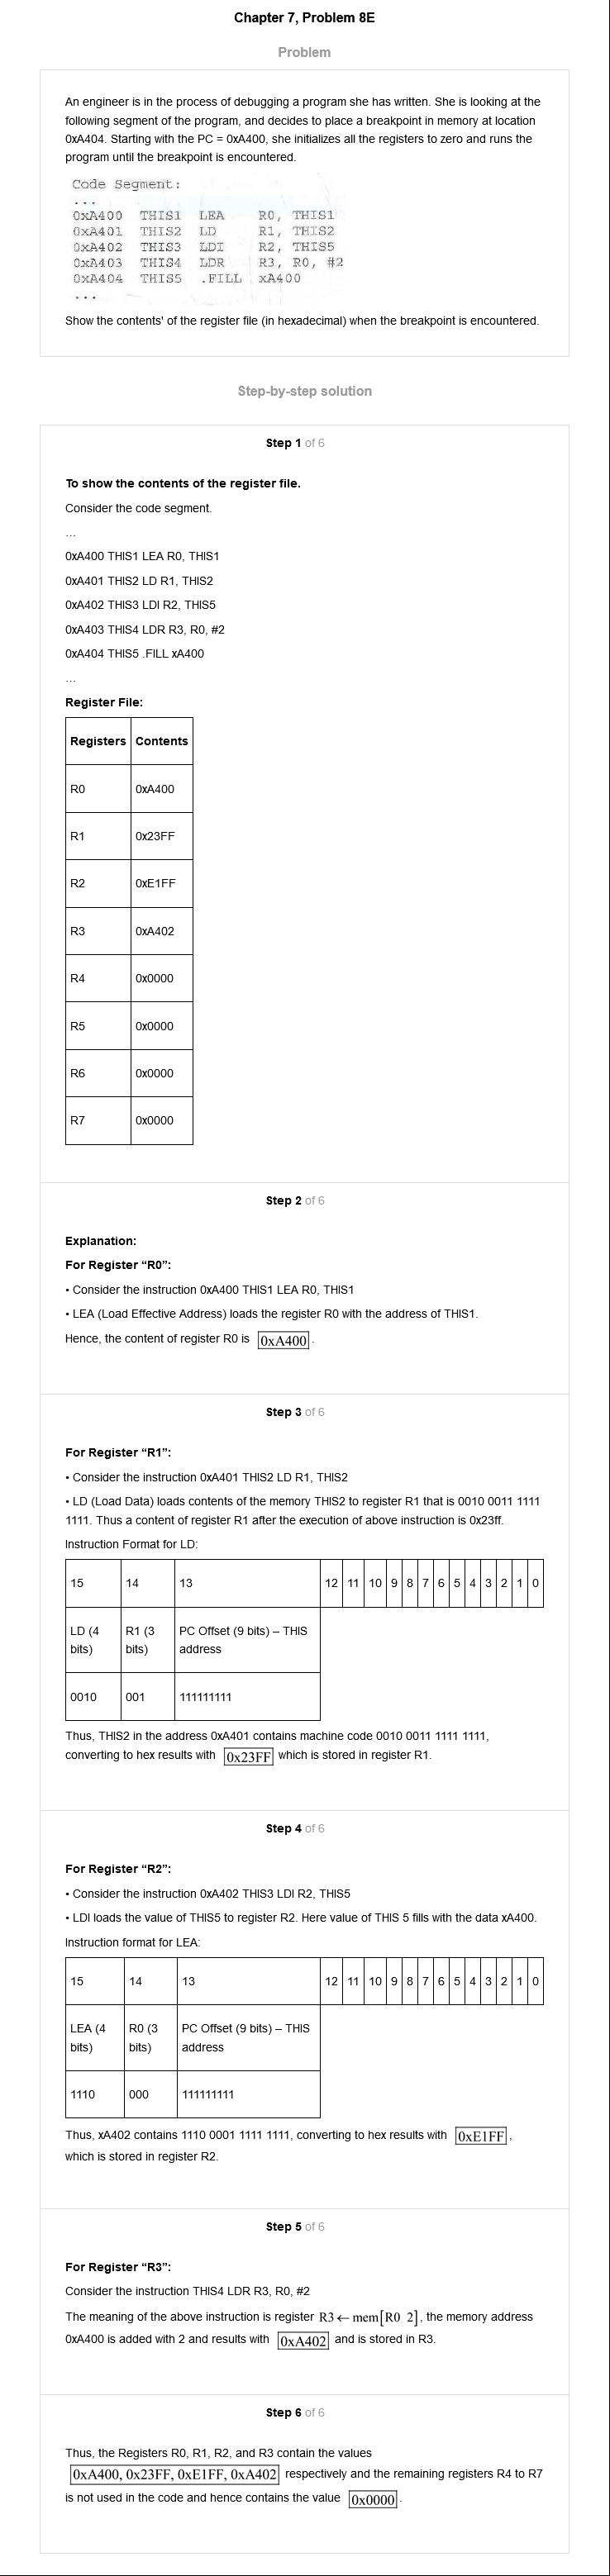 Chapter 7, Problem 8E
Problem
An engineer is in the process of debugging a program she has written. She is looking at the
following segment of the program, and decides to place a breakpoint in memory at location
0xA404. Starting with the PC = 0xA400, she initializes all the registers to zero and runs the
program until the breakpoint is encountered.
Code Segment:
...
0xA400 THIS1 LEA R0, THIS1
0xA401 THIS2 LD R1, THIS2
0xA402 THIS3 LDI R2, THIS5
0xA403 THIS4 LDR R3, R0, #2
0xA404 THIS5 .FILL xA400
...
Show the contents' of the register file (in hexadecimal) when the breakpoint is encountered.
Step-by-step solution
Step 1 of 6
To show the contents of the register file.
Consider the code segment.
...
0xA400 THIS1 LEA R0, THIS1
0xA401 THIS2 LD R1, THIS2
0xA402 THIS3 LDI R2, THIS5
0xA403 THIS4 LDR R3, R0, #2
0xA404 THIS5 .FILL xA400
...
Register File:
Registers Contents
R0 0xA400
R1 0x23FF
R2 0xE1FF
R3 0xA402
R4 0x0000
R5 0x0000
R6 0x0000
R7 0x0000
Step 2 of 6
Explanation:
For Register “R0”:
• Consider the instruction 0xA400 THIS1 LEA R0, THIS1
• LEA (Load Effective Address) loads the register R0 with the address of THIS1.
Hence, the content of register R0 is 0xA400.
Step 3 of 6
For Register “R1”:
• Consider the instruction 0xA401 THIS2 LD R1, THIS2
• LD (Load Data) loads contents of the memory THIS2 to register R1 that is 0010 0011 1111
1111. Thus a content of register R1 after the execution of above instruction is 0x23ff.
Instruction Format for LD:
15 14 13 12 11 10 9 8 7 6 5 4 3 2 1 0
LD (4 R1 (3 PC Offset (9 bits) – THIS
bits) bits) address
0010 001 111111111
Thus, THIS2 in the address 0xA401 contains machine code 0010 0011 1111 1111,
converting to hex results with 0x23FF which is stored in register R1.
Step 4 of 6
For Register “R2”:
• Consider the instruction 0xA402 THIS3 LDI R2, THIS5
• LDI loads the value of THIS5 to register R2. Here value of THIS 5 fills with the data xA400.
Instruction format for LEA:
15 14 13 12 11 10 9 8 7 6 5 4 3 2 1 0
LEA (4 R0 (3 PC Offset (9 bits) – THIS
bits) bits) address
1110 000 111111111
Thus, xA402 contains 1110 0001 1111 1111, converting to hex results with 0xE1FF,
which is stored in register R2.
Step 5 of 6
For Register “R3”:
Consider the instruction THIS4 LDR R3, R0, #2
The meaning of the above instruction is register R3 ← mem[R0 2], the memory address
0xA400 is added with 2 and results with 0xA402 and is stored in R3.
Step 6 of 6
Thus, the Registers R0, R1, R2, and R3 contain the values
0xA400, 0x23FF, 0xE1FF, 0xA402 respectively and the remaining registers R4 to R7
is not used in the code and hence contains the value 0x0000.